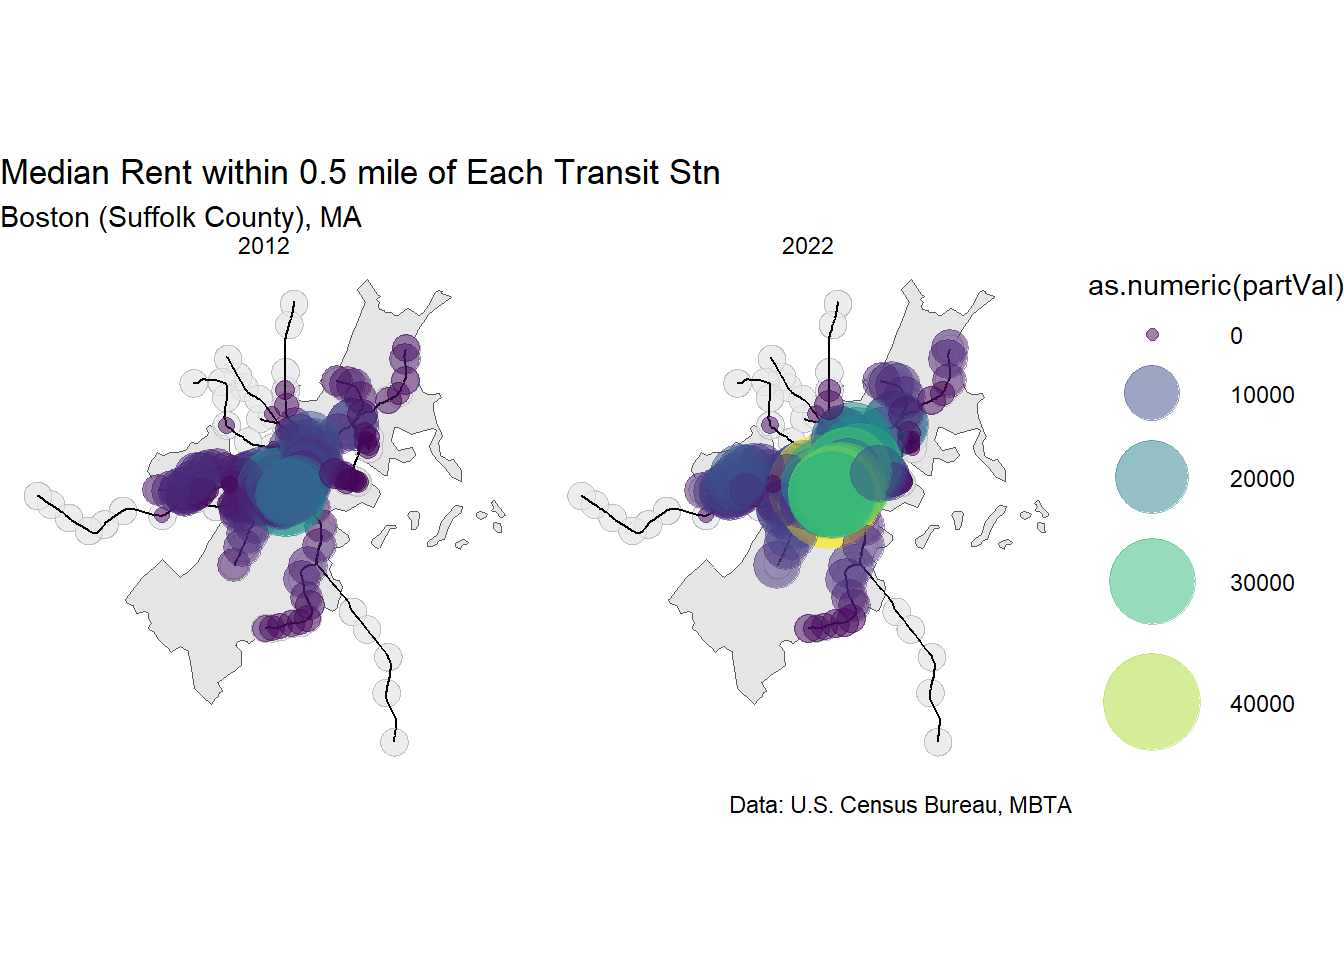 Median Rent within 0.5 mile of Each Transit Stn
Boston (Suffolk County), MA
2012
2022
as.numeric(partVal)
0
10000
20000
30000
40000
Data: U.S. Census Bureau, MBTA